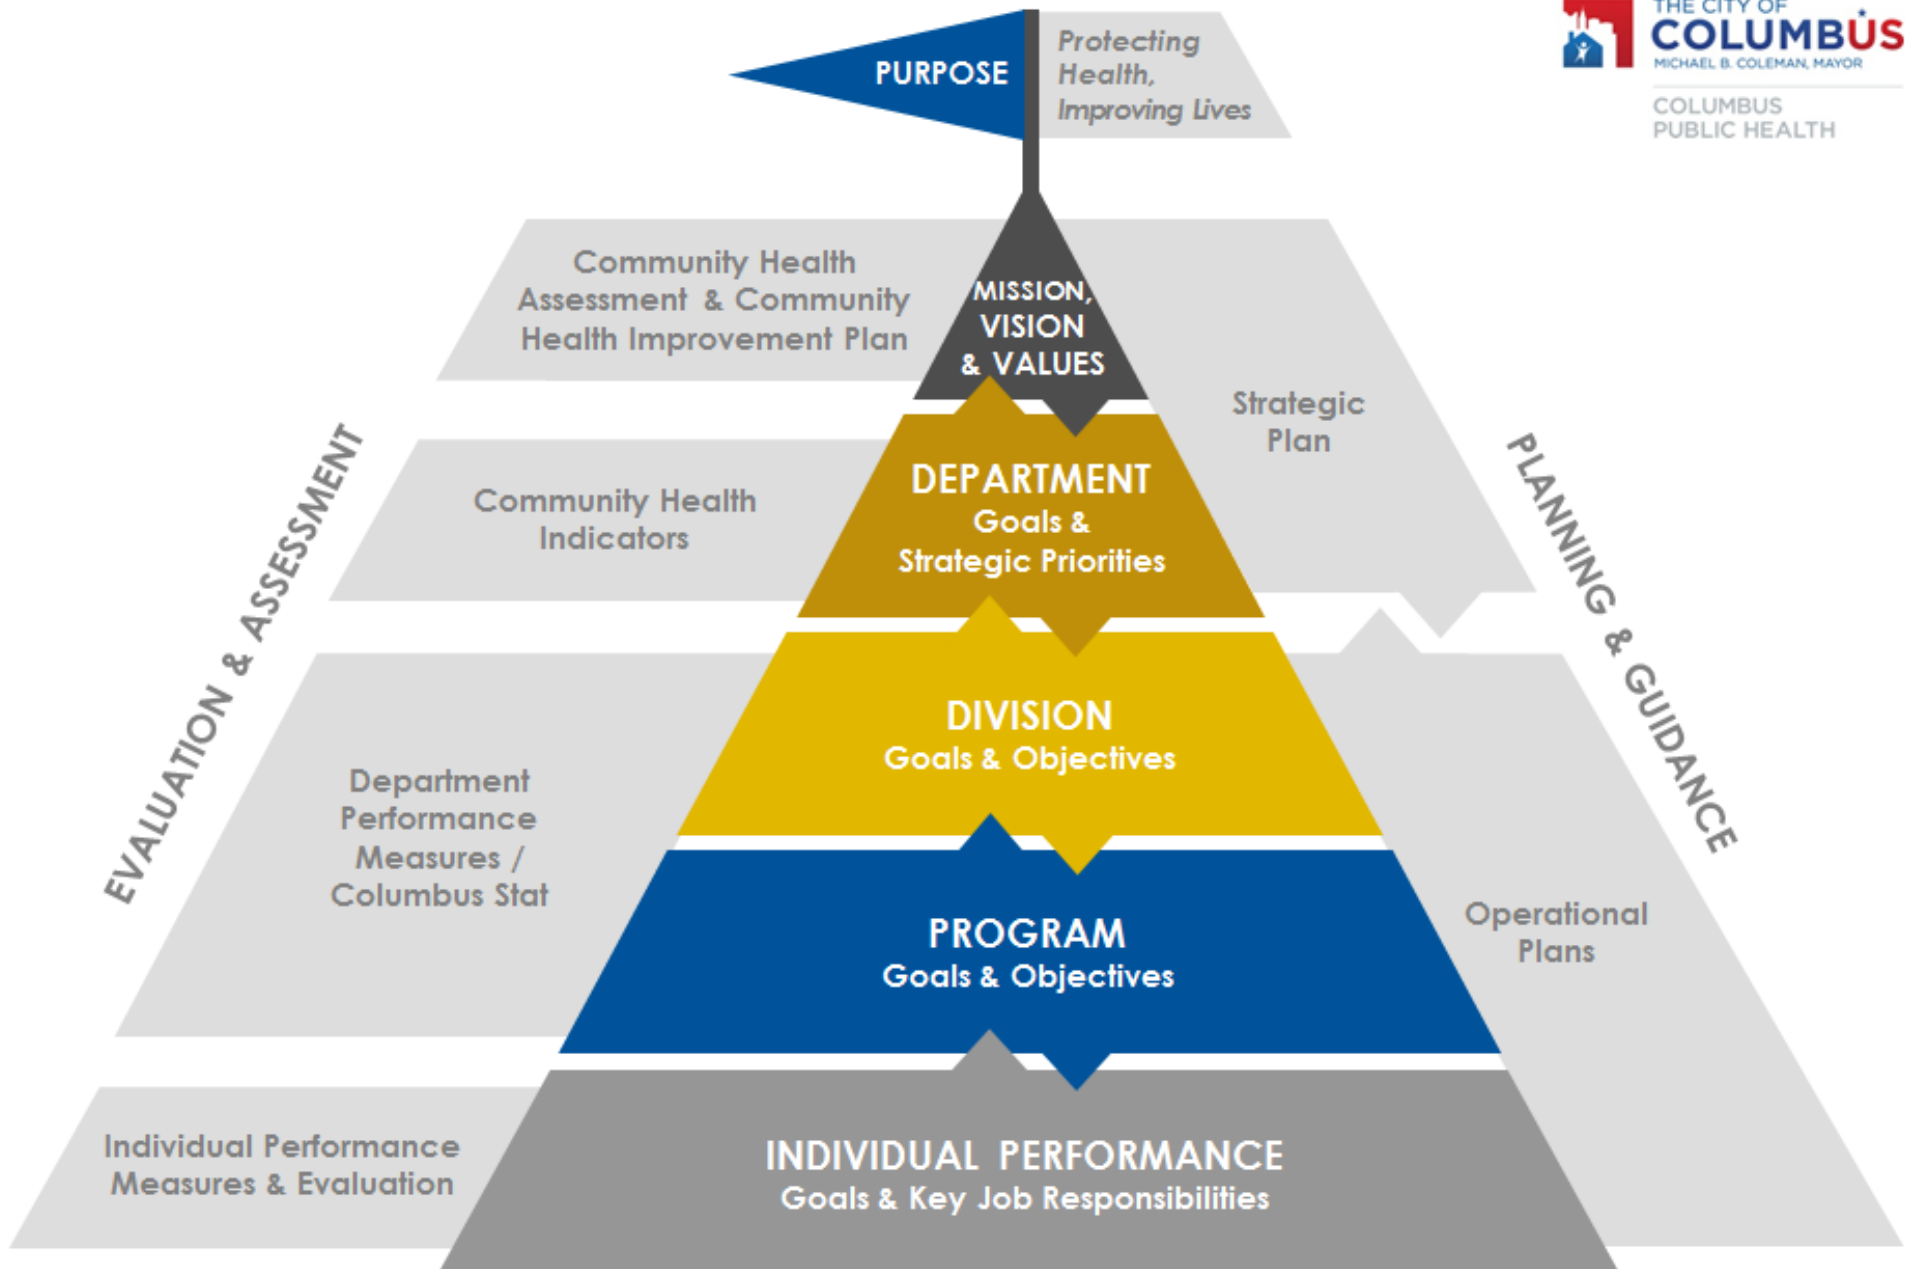 THE CITY OF
COLUMBUS
MICHAEL B. COLEMAN, MAYOR
COLUMBUS
PUBLIC HEALTH
PURPOSE
Protecting
Health,
Improving Lives
Community Health
Assessment & Community
Health Improvement Plan
MISSION,
VISION
& VALUES
Strategic
Plan
EVALUATION & ASSESSMENT
PLANNING & GUIDANCE
Community Health
Indicators
DEPARTMENT
Goals &
Strategic Priorities
DIVISION
Goals & Objectives
Department
Performance
Measures /
Columbus Stat
PROGRAM
Goals & Objectives
Operational
Plans
Individual Performance
Measures & Evaluation
INDIVIDUAL PERFORMANCE
Goals & Key Job Responsibilities